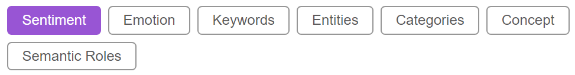 Sentiment Emotion Keywords Entities Categories Concept
Semantic Roles